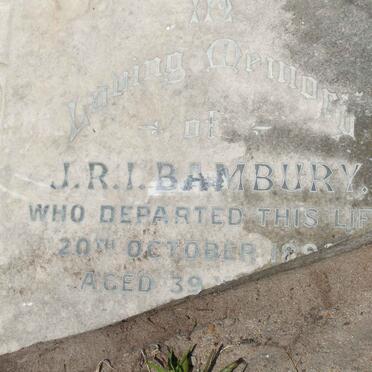 In
Loving Memory
of
J.R.I. BAMBURY.
WHO DEPARTED THIS LIF
20TH OCTOBER
AGED 39